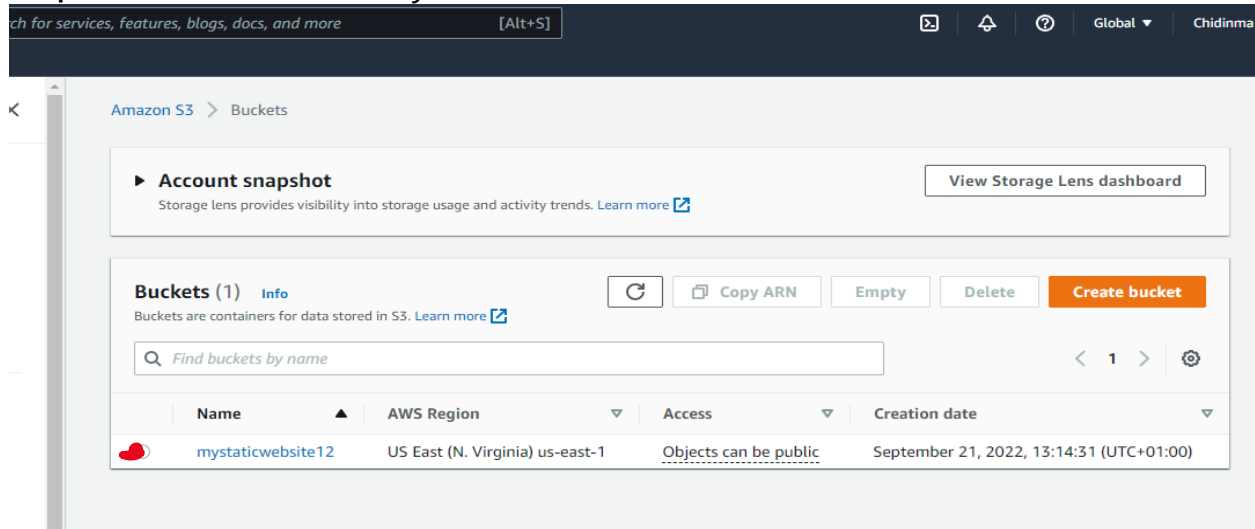 ch for services, features, blogs, docs, and more [Alt+S] Global Chidinma
Amazon S3 > Buckets
Account snapshot View Storage Lens dashboard
Storage lens provides visibility into storage usage and activity trends. Learn more
Buckets (1) Info Copy ARN Empty Delete Create bucket
Buckets are containers for data stored in S3. Learn more
Find buckets by name < 1 >
Name AWS Region Access Creation date
mystaticwebsite12 US East (N. Virginia) us-east-1 Objects can be public September 21, 2022, 13:14:31 (UTC+01:00)